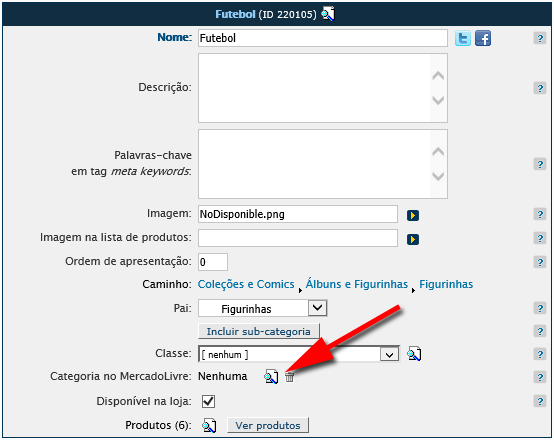 Futebol (ID 220105)
Nome: Futebol
Descrição:
Palavras-chave
em tag meta keywords:
Imagem: NoDisponible.png
Imagem na lista de produtos:
Ordem de apresentação: 0
Caminho: Coleções e Comics , Álbuns e Figurinhas , Figurinhas
Pai: Figurinhas
Incluir sub-categoria
Classe: [ nenhum ]
Categoria no MercadoLivre: Nenhuma
Disponível na loja:
Produtos (6): Ver produtos